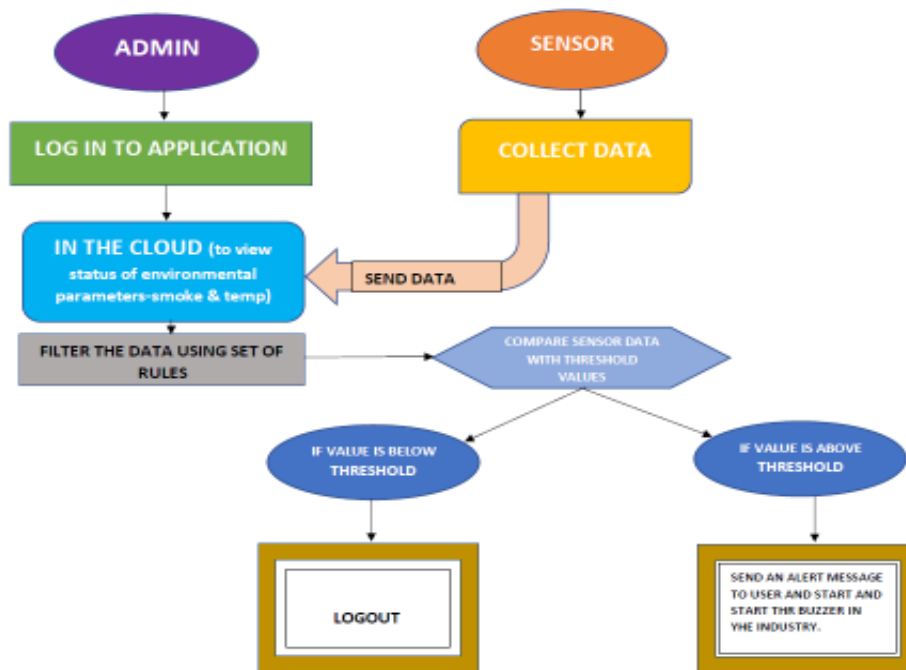 ADMIN
SENSOR
LOG IN TO APPLICATION
COLLECT DATA
IN THE CLOUD (to view
status of environmental
parameters-smoke & temp)
SEND DATA
FILTER THE DATA USING SET OF
RULES
COMPARE SENSOR DATA
WITH THRESHOLD
VALUES
IF VALUE IS BELOW
THRESHOLD
IF VALUE IS ABOVE
THRESHOLD
LOGOUT
SEND AN ALERT MESSAGE
TO USER AND START AND
START THR BUZZER IN
YHE INDUSTRY.